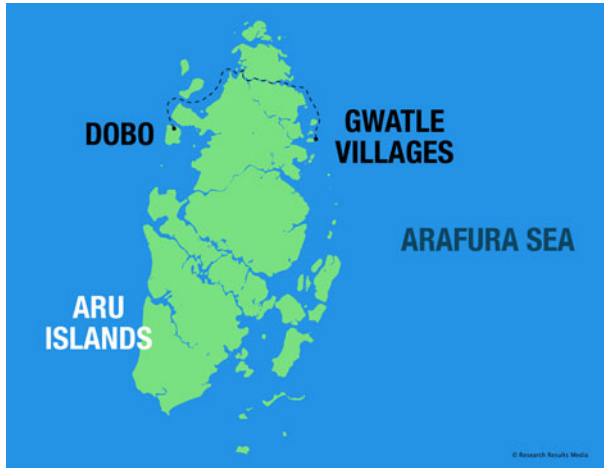 DOBO
GWATLE
VILLAGES
ARAFURA SEA
ARU
ISLANDS
© Research Results Media